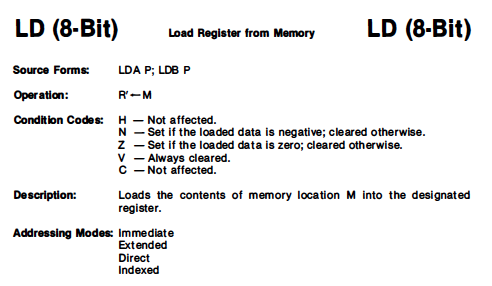 LD (8-Bit) Load Register from Memory LD (8-Bit)
Source Forms: LDA P; LDB P
Operation: R′←M
Condition Codes: H — Not affected.
N — Set if the loaded data is negative; cleared otherwise.
Z — Set if the loaded data is zero; cleared otherwise.
V — Always cleared.
C — Not affected.
Description: Loads the contents of memory location M into the designated
register.
Addressing Modes: Immediate
Extended
Direct
Indexed